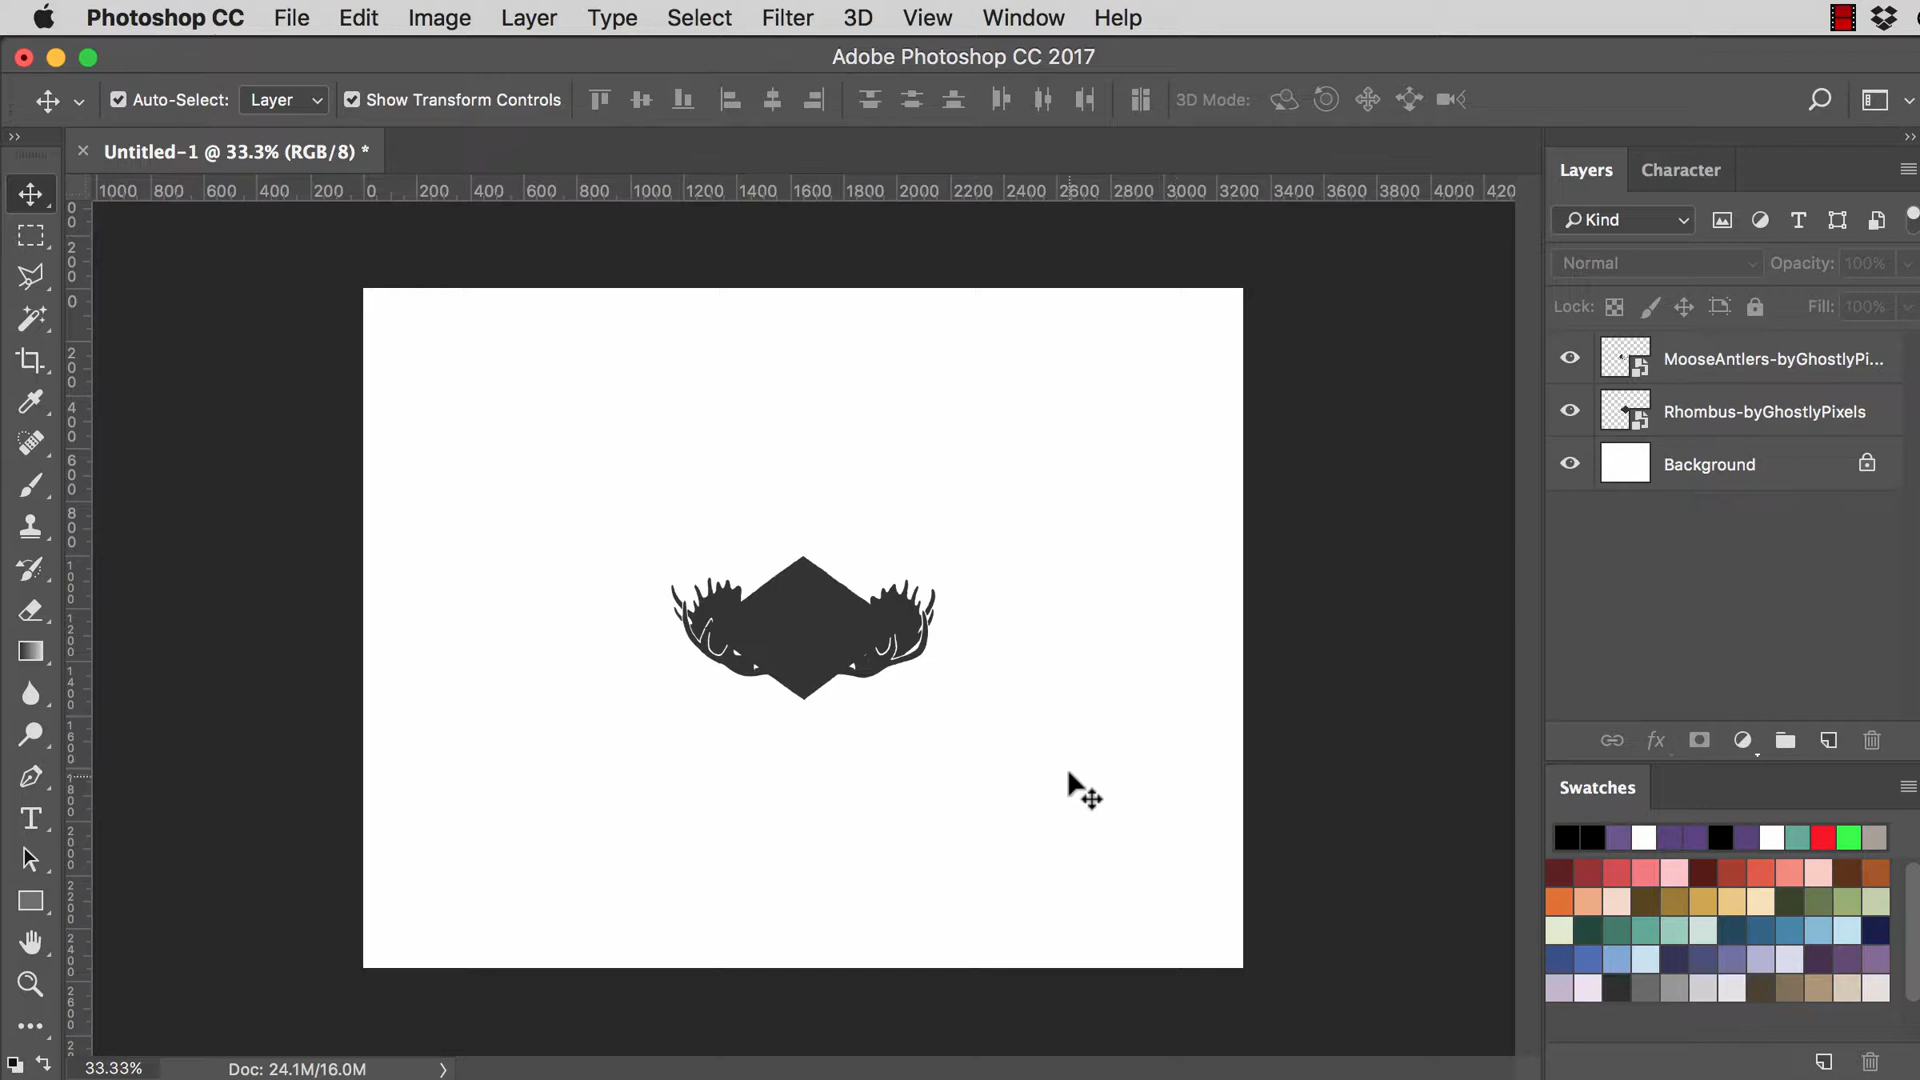 Photoshop CC File Edit Image Layer Type Select Filter 3D View Window Help
Adobe Photoshop CC 2017
Auto-Select: Layer Show Transform Controls 3D Mode:
Untitled-1 @ 33.3% (RGB/8) *
1000 800 600 400 200 0 200 400 600 800 1000 1200 1400 1600 1800 2000 2200 2400 2600 2800 3000 3200 3400 3600 3800 4000 420
Layers Character
Kind
Normal Opacity: 100%
Lock: Fill: 100%
MooseAntlers-byGhostlyPi...
Rhombus-byGhostlyPixels
Background
Swatches
33.33% Doc: 24.1M/16.0M